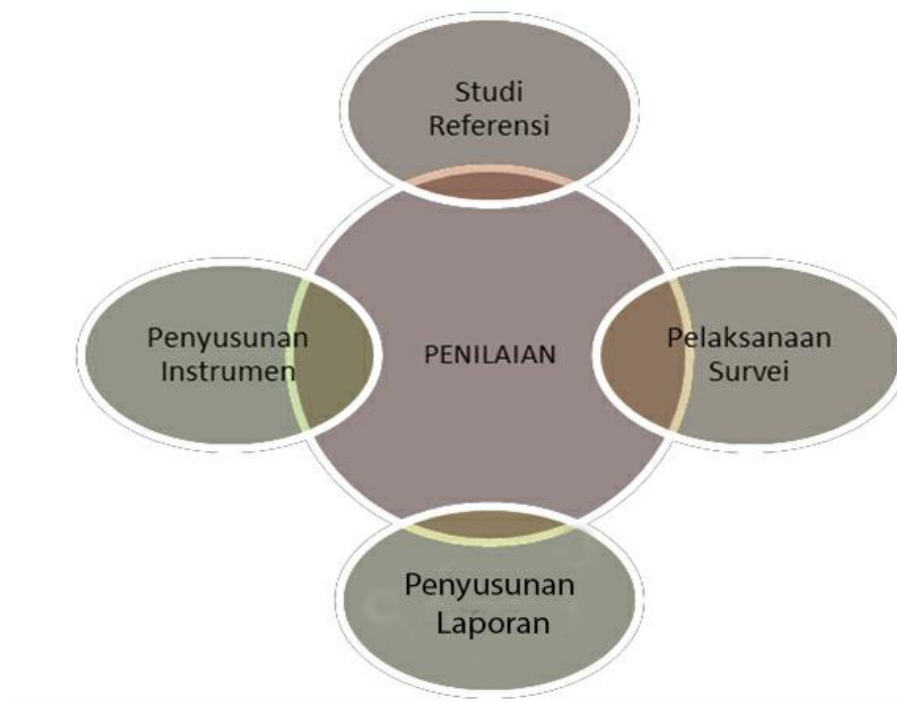 Studi
Referensi
Penyusunan
Instrumen
PENILAIAN
Pelaksanaan
Survei
Penyusunan
Laporan